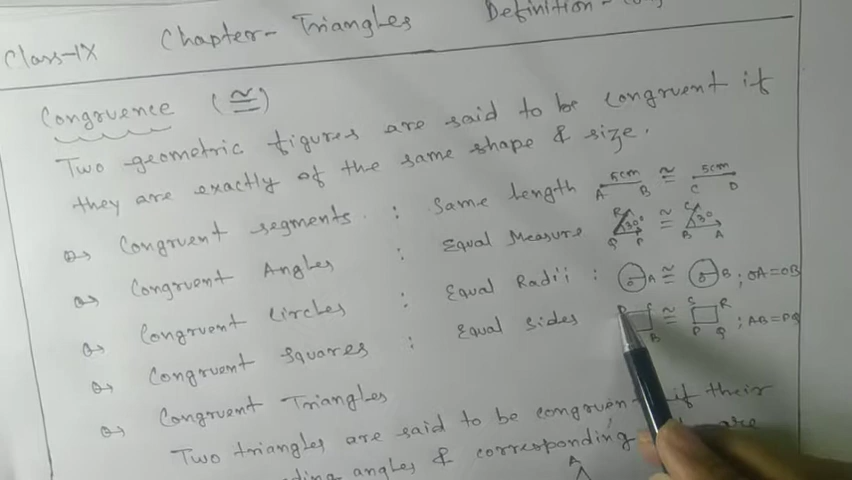 Class-IX Chapter- Triangles Definition-
Congruence (≅)
Two geometric figures are said to be congruent if
they are exactly of the same shape & size.
Congruent segments : Same length A 5cm B ≅ C 5cm D
Congruent Angles : Equal Measure R Q P 30° ≅ C B A 30°
Congruent Circles : Equal Radii : O A ≅ O B ; OA=OB
Congruent Squares : Equal sides D C B ≅ S R P Q ; AB=PQ
Congruent Triangles
Two triangles are said to be congruent if their
angles & corresponding are
A